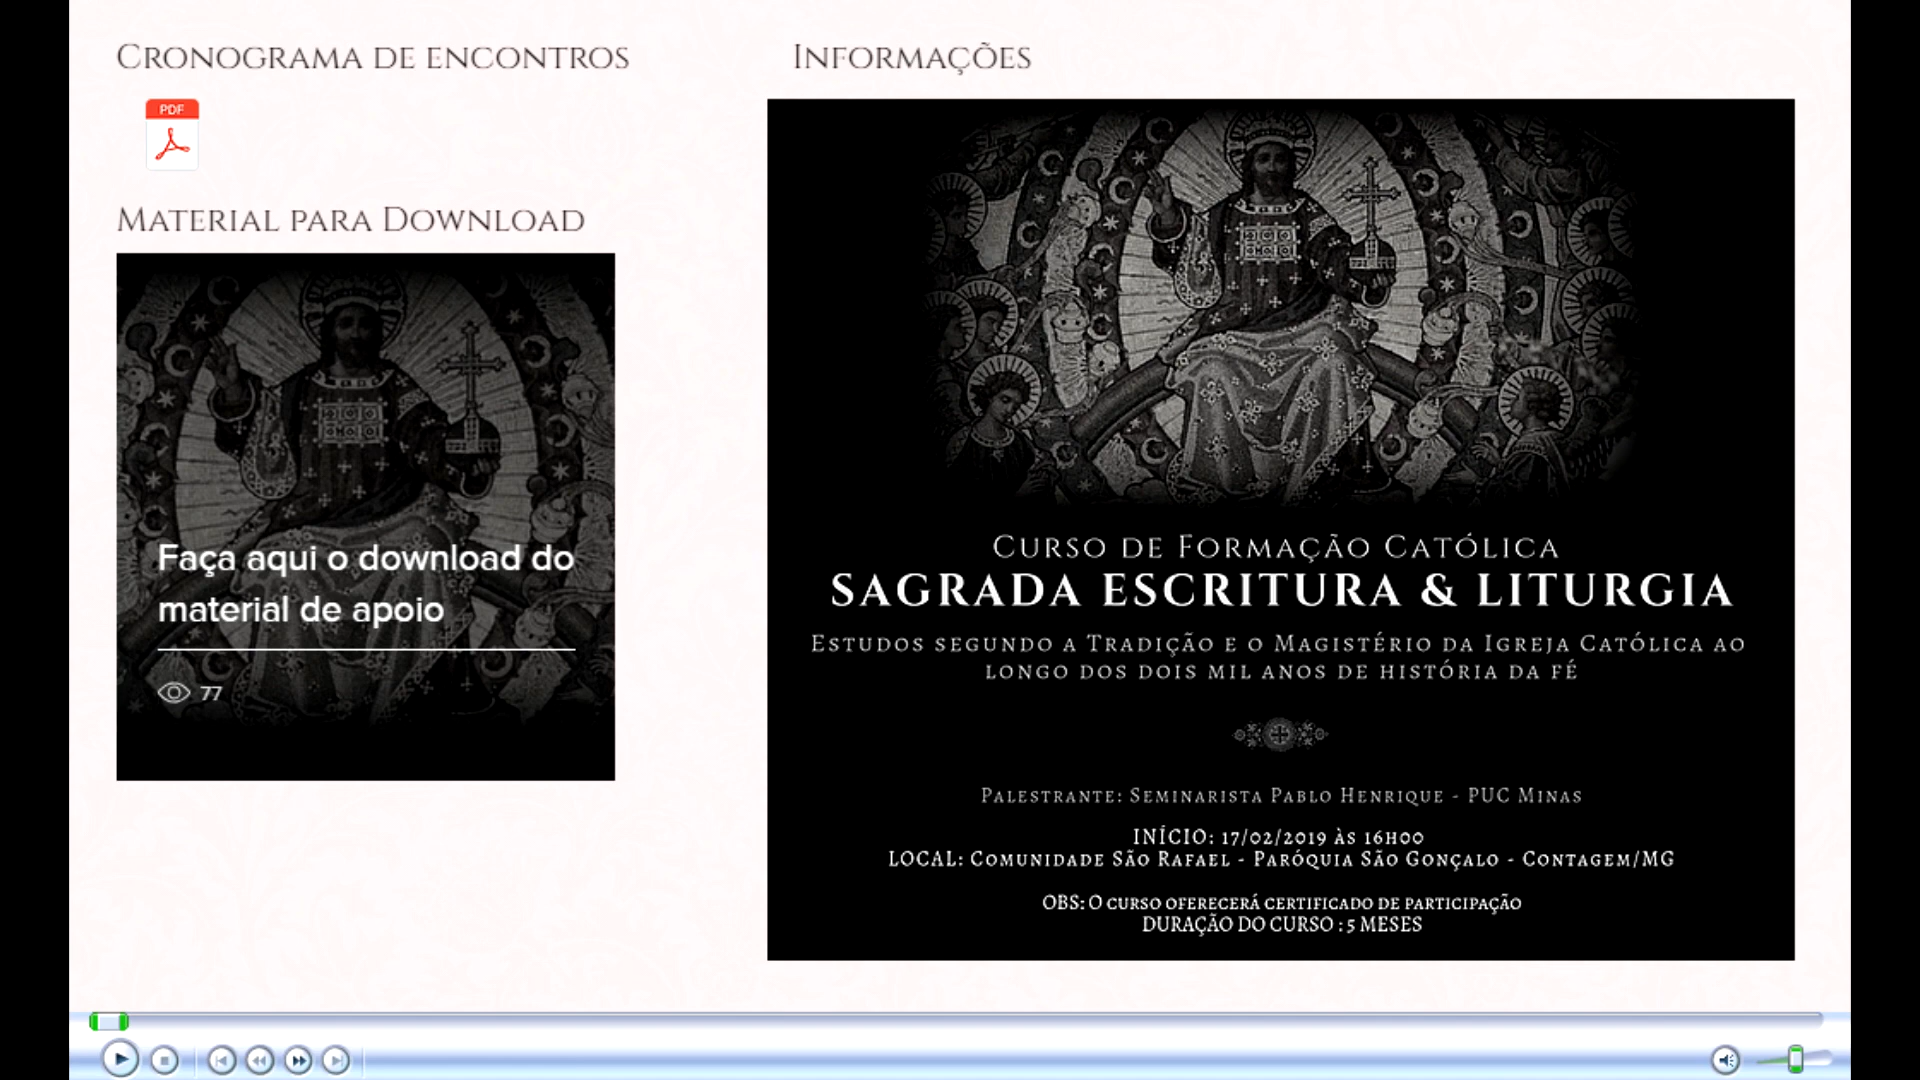 Cronograma de encontros
PDF
Material para Download
Faça aqui o download do
material de apoio
77
Informações
Curso de Formação Católica
SAGRADA ESCRITURA & LITURGIA
Estudos segundo a Tradição e o Magistério da Igreja Católica ao
longo dos dois mil anos de história da fé
Palestrante: Seminarista Pablo Henrique - PUC Minas
INÍCIO: 17/02/2019 às 16h00
LOCAL: Comunidade São Rafael - Paróquia São Gonçalo - Contagem/MG
OBS: O curso oferecerá certificado de participação
DURAÇÃO DO CURSO : 5 MESES